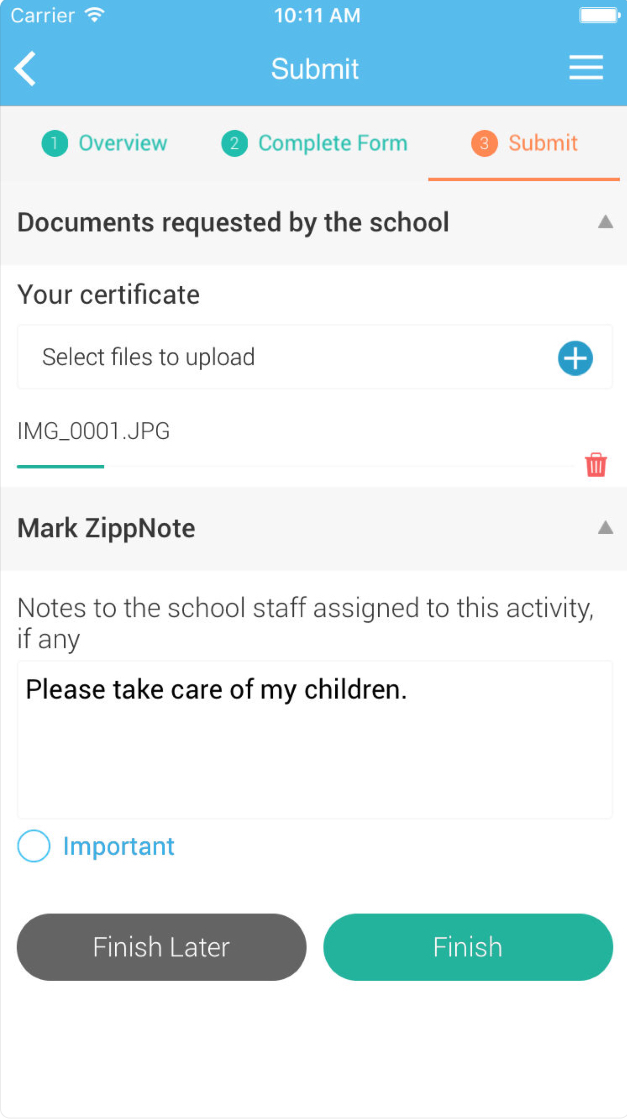 Carrier 10:11 AM
Submit
1 Overview 2 Complete Form 3 Submit
Documents requested by the school
Your certificate
Select files to upload
IMG_0001.JPG
Mark ZippNote
Notes to the school staff assigned to this activity,
if any
Please take care of my children.
Important
Finish Later Finish